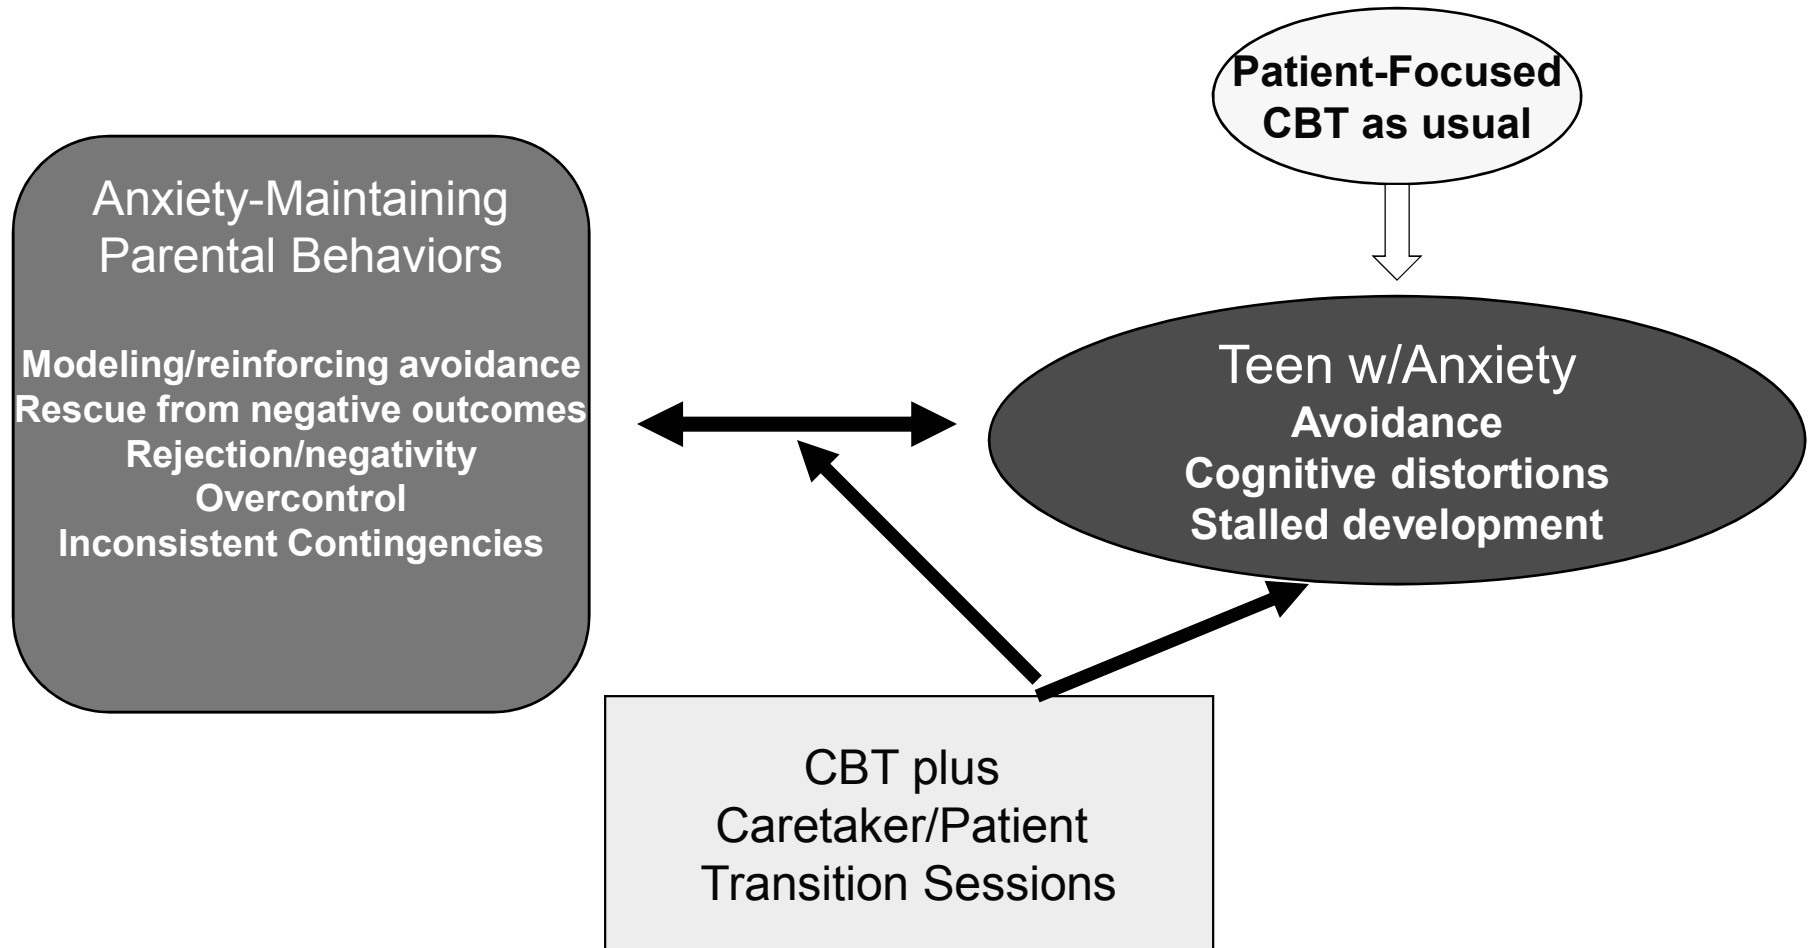 Patient-Focused
CBT as usual
Anxiety-Maintaining
Parental Behaviors
Modeling/reinforcing avoidance
Rescue from negative outcomes
Rejection/negativity
Overcontrol
Inconsistent Contingencies
Teen w/Anxiety
Avoidance
Cognitive distortions
Stalled development
CBT plus
Caretaker/Patient
Transition Sessions